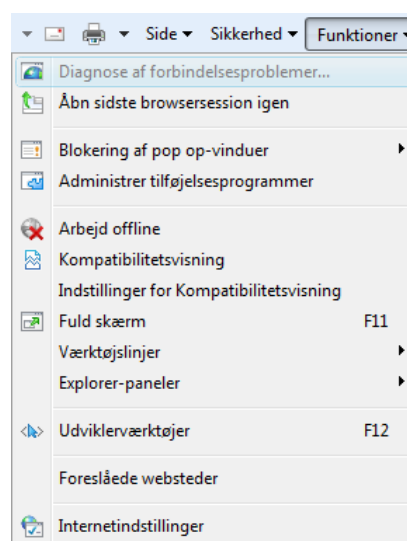 Side Sikkerhed Funktioner
Diagnose af forbindelsesproblemer...
Åbn sidste browsersession igen
Blokering af pop op-vinduer
Administrer tilføjelsesprogrammer
Arbejd offline
Kompatibilitetsvisning
Indstillinger for Kompatibilitetsvisning
Fuld skærm F11
Værktøjslinjer
Explorer-paneler
Udviklerværktøjer F12
Foreslåede websteder
Internetindstillinger